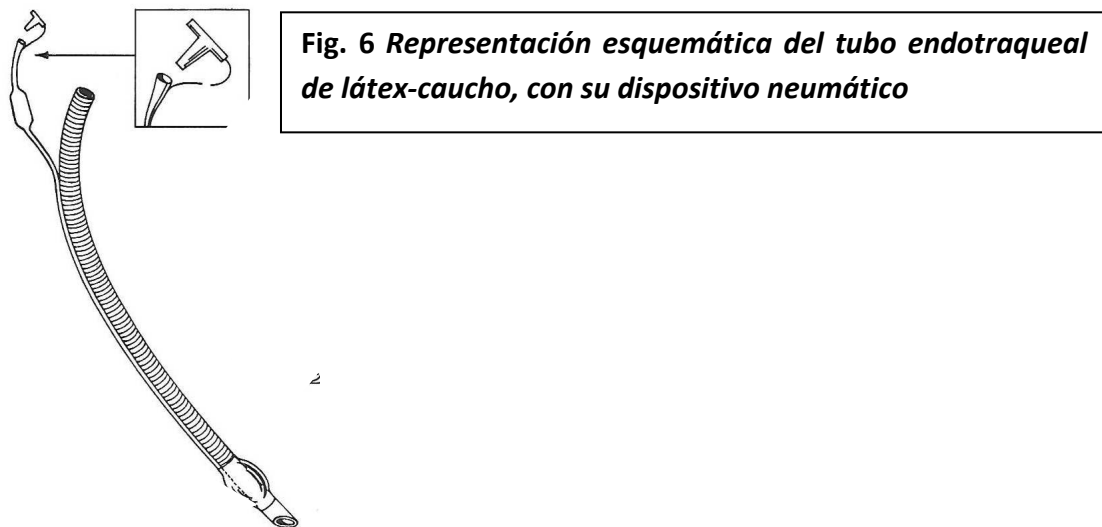 Fig. 6 Representación esquemática del tubo endotraqueal
de látex-caucho, con su dispositivo neumático